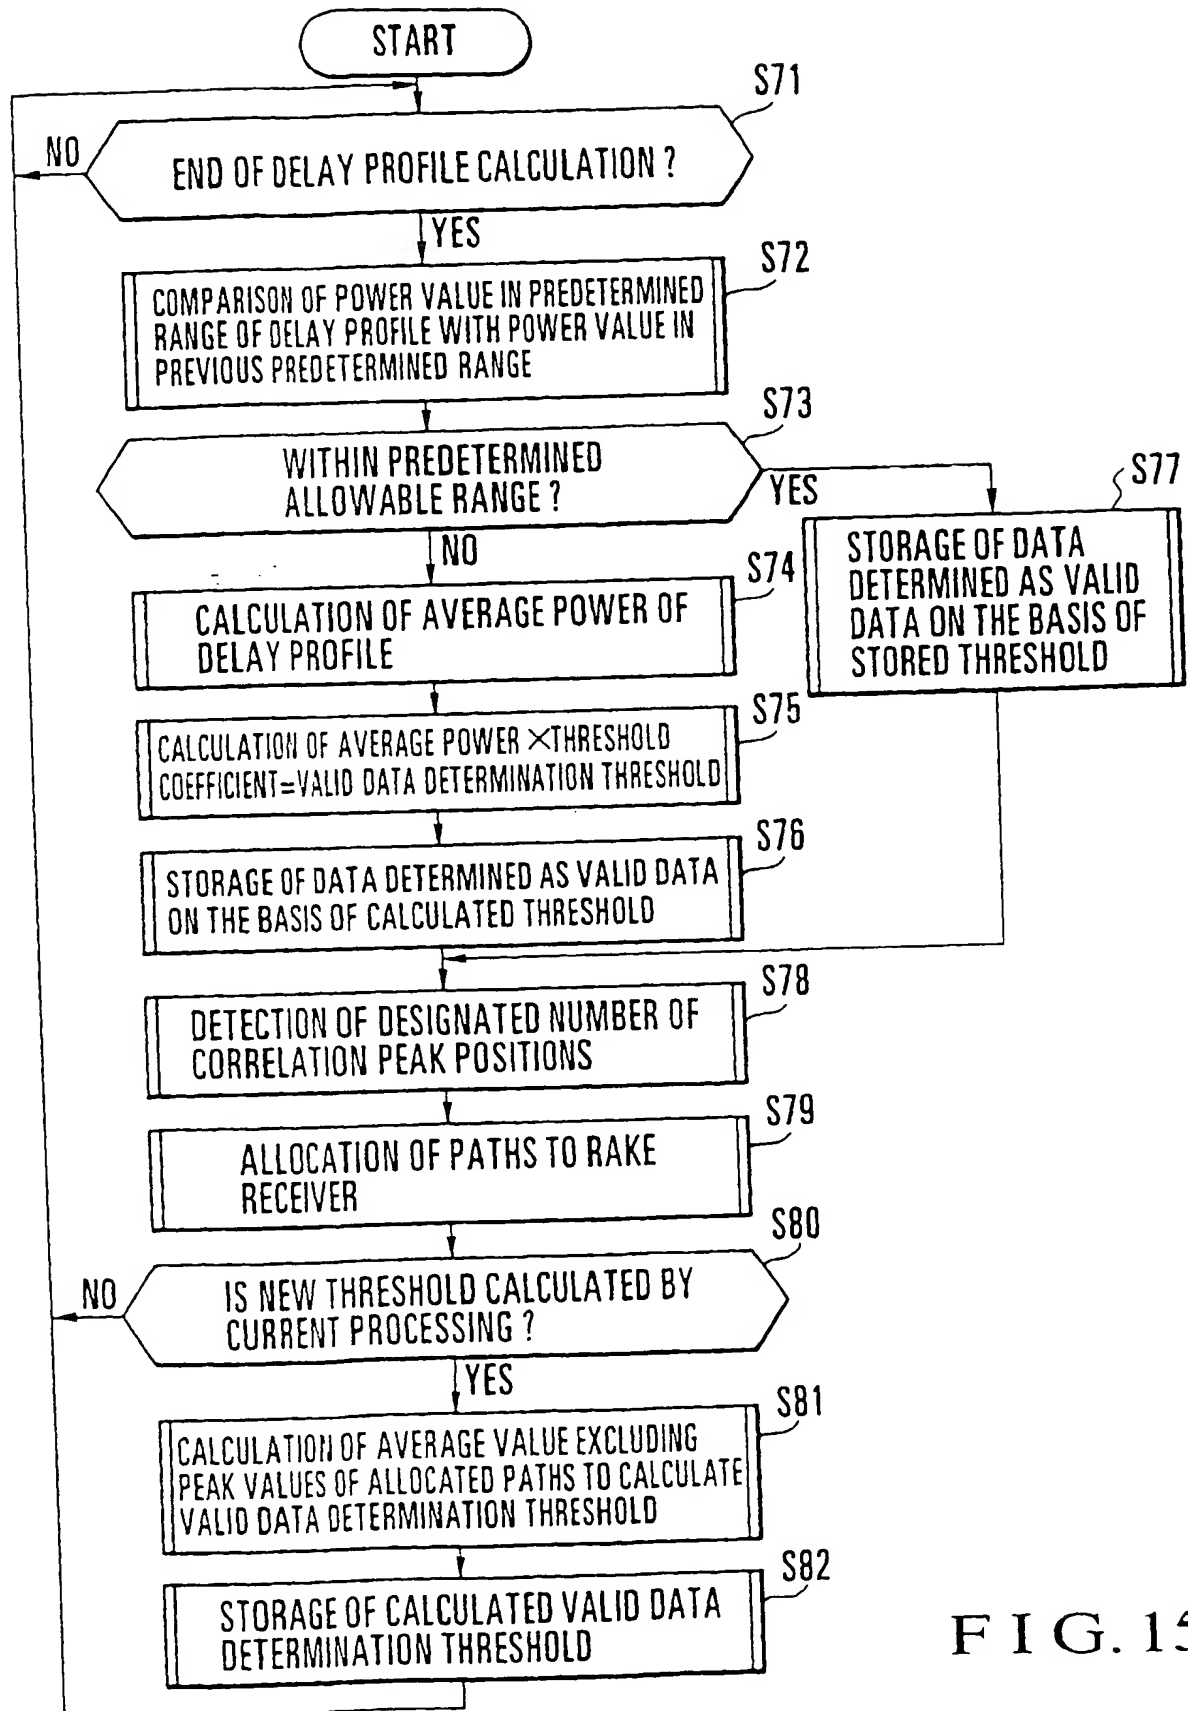 START
S71
NO
END OF DELAY PROFILE CALCULATION ?
YES
S72
COMPARISON OF POWER VALUE IN PREDETERMINED
RANGE OF DELAY PROFILE WITH POWER VALUE IN
PREVIOUS PREDETERMINED RANGE
S73
WITHIN PREDETERMINED
ALLOWABLE RANGE ?
YES
S77
NO
STORAGE OF DATA
DETERMINED AS VALID
DATA ON THE BASIS OF
STORED THRESHOLD
S74
CALCULATION OF AVERAGE POWER OF
DELAY PROFILE
S75
CALCULATION OF AVERAGE POWER ×THRESHOLD
COEFFICIENT=VALID DATA DETERMINATION THRESHOLD
S76
STORAGE OF DATA DETERMINED AS VALID DATA
ON THE BASIS OF CALCULATED THRESHOLD
S78
DETECTION OF DESIGNATED NUMBER OF
CORRELATION PEAK POSITIONS
S79
ALLOCATION OF PATHS TO RAKE
RECEIVER
S80
NO
IS NEW THRESHOLD CALCULATED BY
CURRENT PROCESSING ?
YES
S81
CALCULATION OF AVERAGE VALUE EXCLUDING
PEAK VALUES OF ALLOCATED PATHS TO CALCULATE
VALID DATA DETERMINATION THRESHOLD
S82
STORAGE OF CALCULATED VALID DATA
DETERMINATION THRESHOLD
FIG. 15